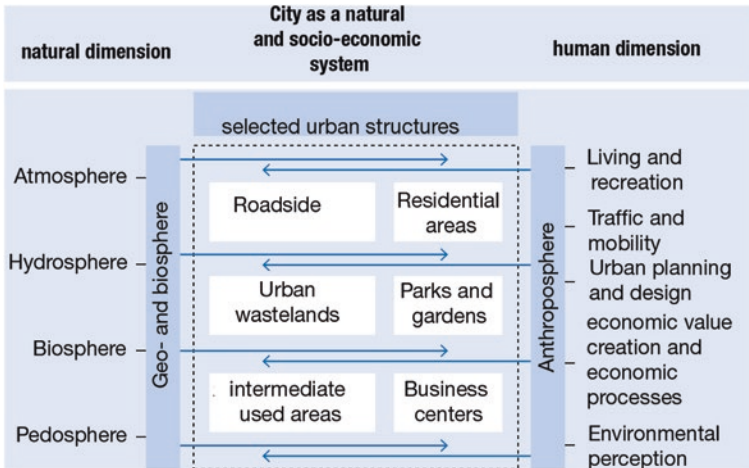 City as a natural
and socio-economic
system
natural dimension
human dimension
selected urban structures
Atmosphere
Hydrosphere
Biosphere
Pedosphere
Geo- and biosphere
Roadside
Residential
areas
Urban
wastelands
Parks and
gardens
intermediate
used areas
Business
centers
Anthroposphere
Living and
recreation
Traffic and
mobility
Urban planning
and design
economic value
creation and
economic
processes
Environmental
perception